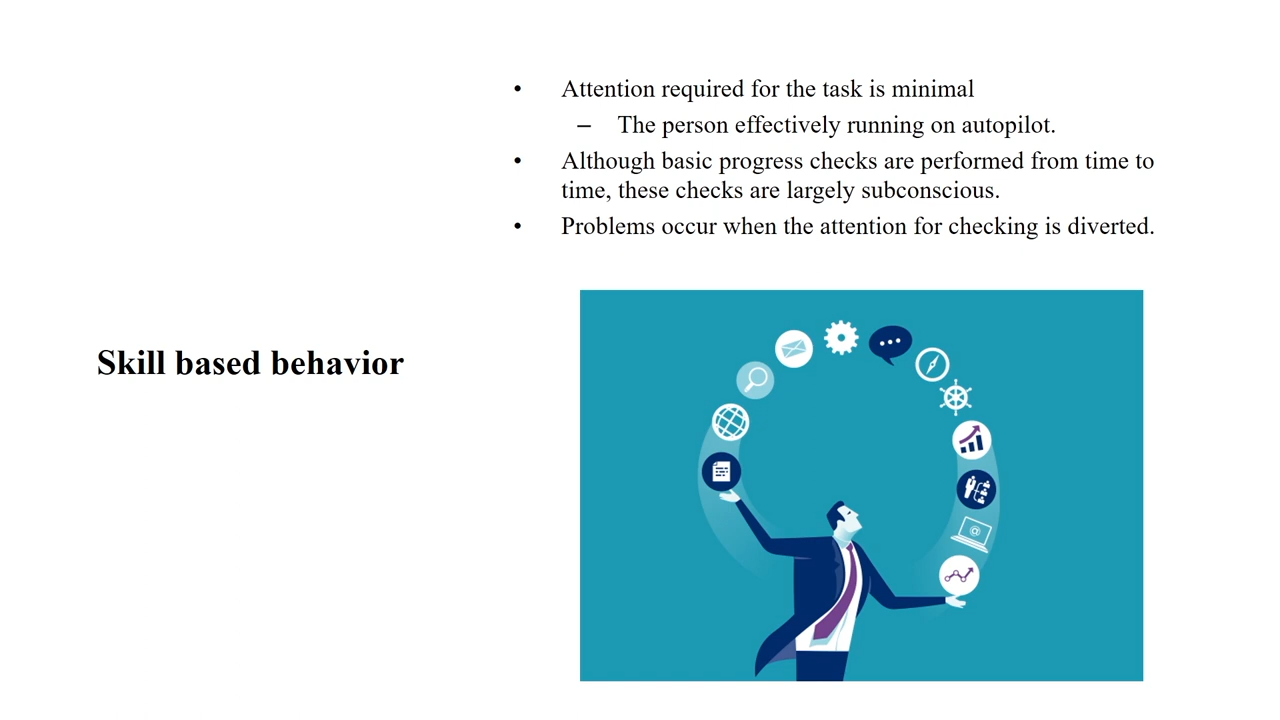 • Attention required for the task is minimal
– The person effectively running on autopilot.
• Although basic progress checks are performed from time to
time, these checks are largely subconscious.
• Problems occur when the attention for checking is diverted.
Skill based behavior
@